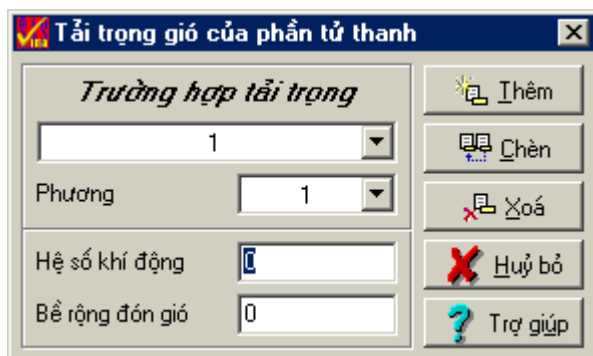 Tải trọng gió của phần tử thanh
Trường hợp tải trọng
1
Phương 1
Hệ số khí động 0
Bề rộng đón gió 0
Thêm
Chèn
Xoá
Huỷ bỏ
Trợ giúp